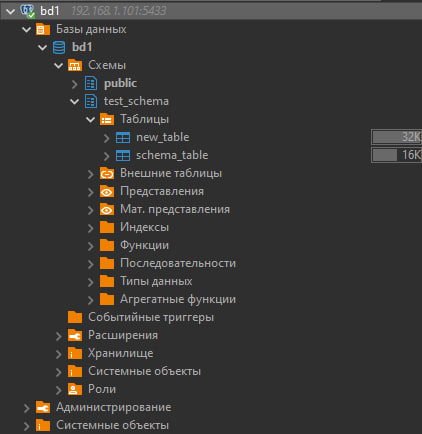 bd1 192.168.1.101:5433
Базы данных
bd1
Схемы
public
test_schema
Таблицы
new_table 32K
schema_table 16K
Внешние таблицы
Представления
Мат. представления
Индексы
Функции
Последовательности
Типы данных
Агрегатные функции
Событийные триггеры
Расширения
Хранилище
Системные объекты
Роли
Администрирование
Системные объекты